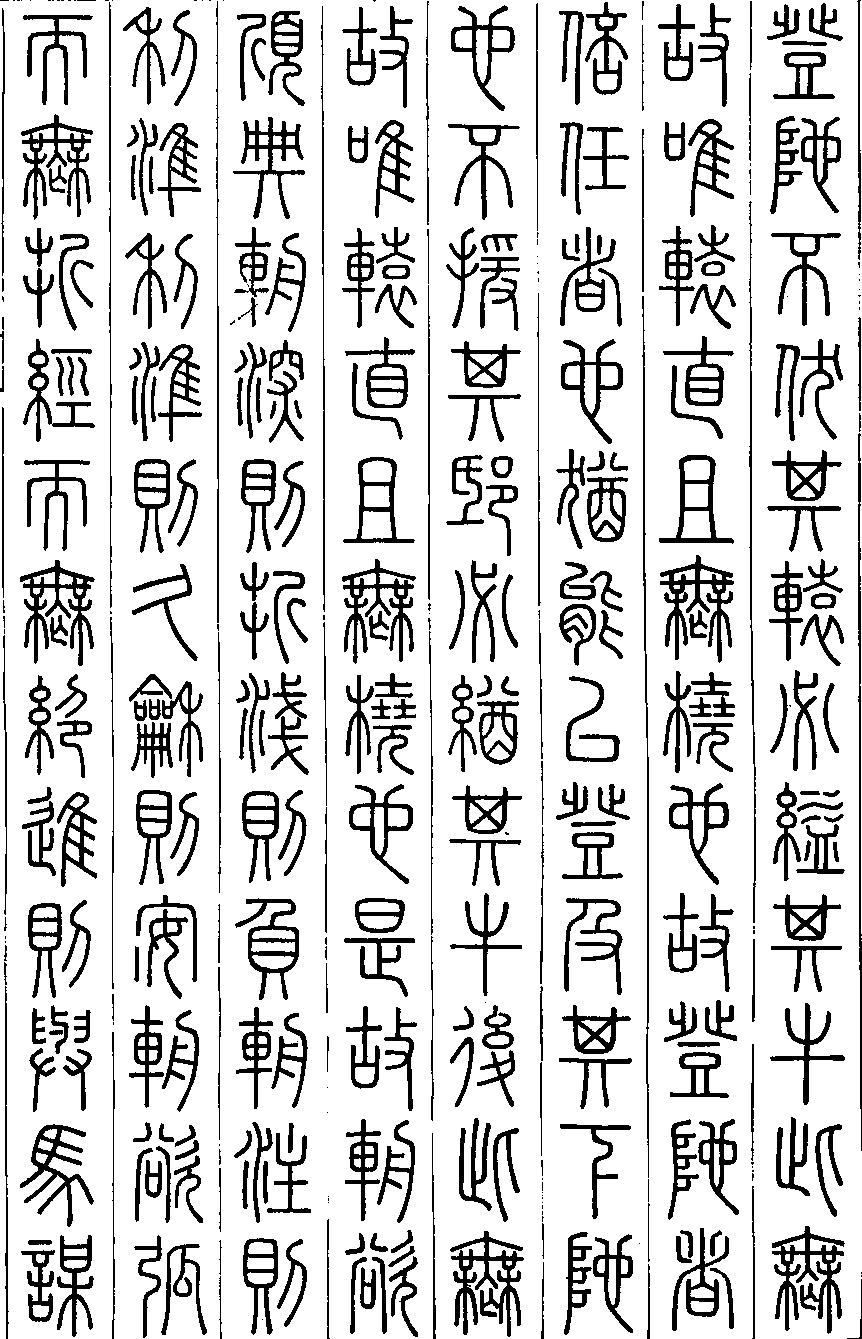 登阤不伏其轅必縊其牛此無
故唯轅直且無橈也故登阤者
倍任者也猶能以登及其下阤
也不援其邸必緧其牛後此無
故唯轅直且無橈也是故輈欲
頎典輈深則折淺則負輈注則
利準利準則久龢則安輈欲弧
而無折經而無絕進則與馬謀